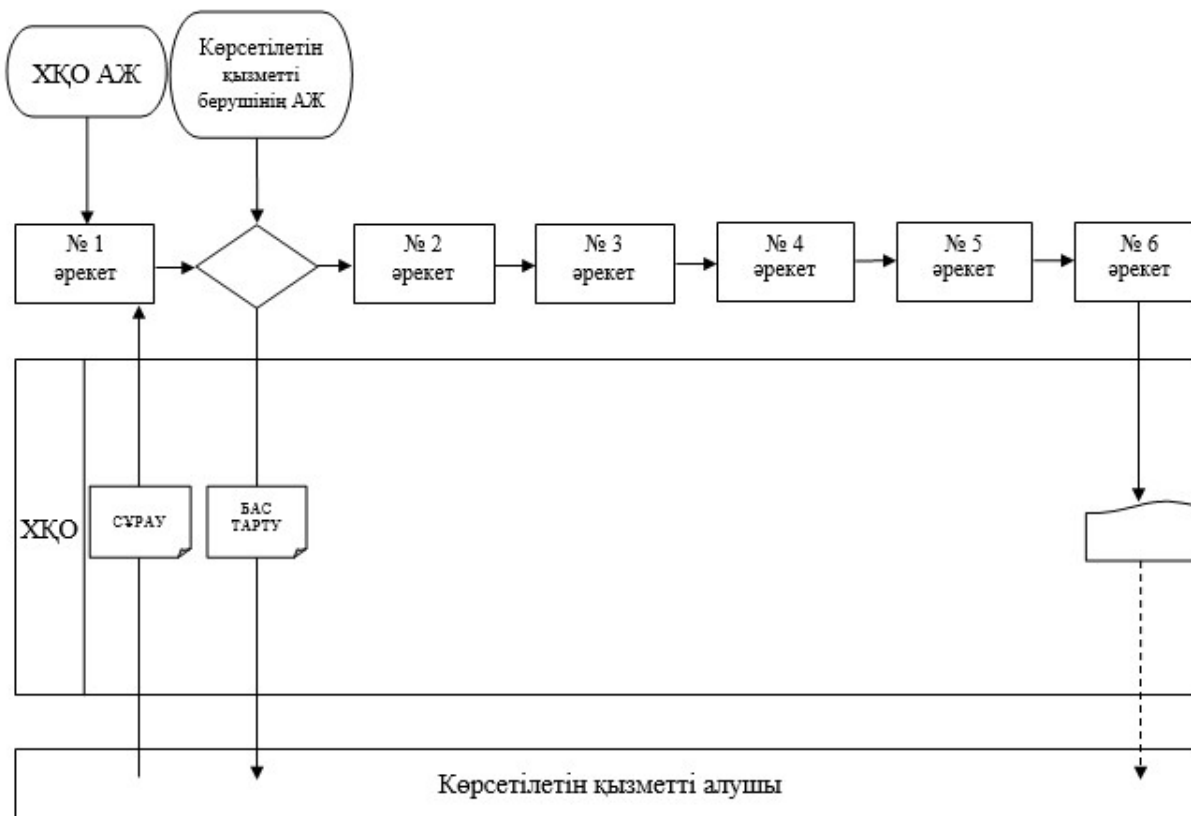 ХҚО АЖ
Көрсетілетін
қызметті
берушінің АЖ
№ 1
әрекет
№ 2
әрекет
№ 3
әрекет
№ 4
әрекет
№ 5
әрекет
№ 6
әрекет
ХҚО
СҰРАУ
БАС
ТАРТУ
Көрсетілетін қызметті алушы